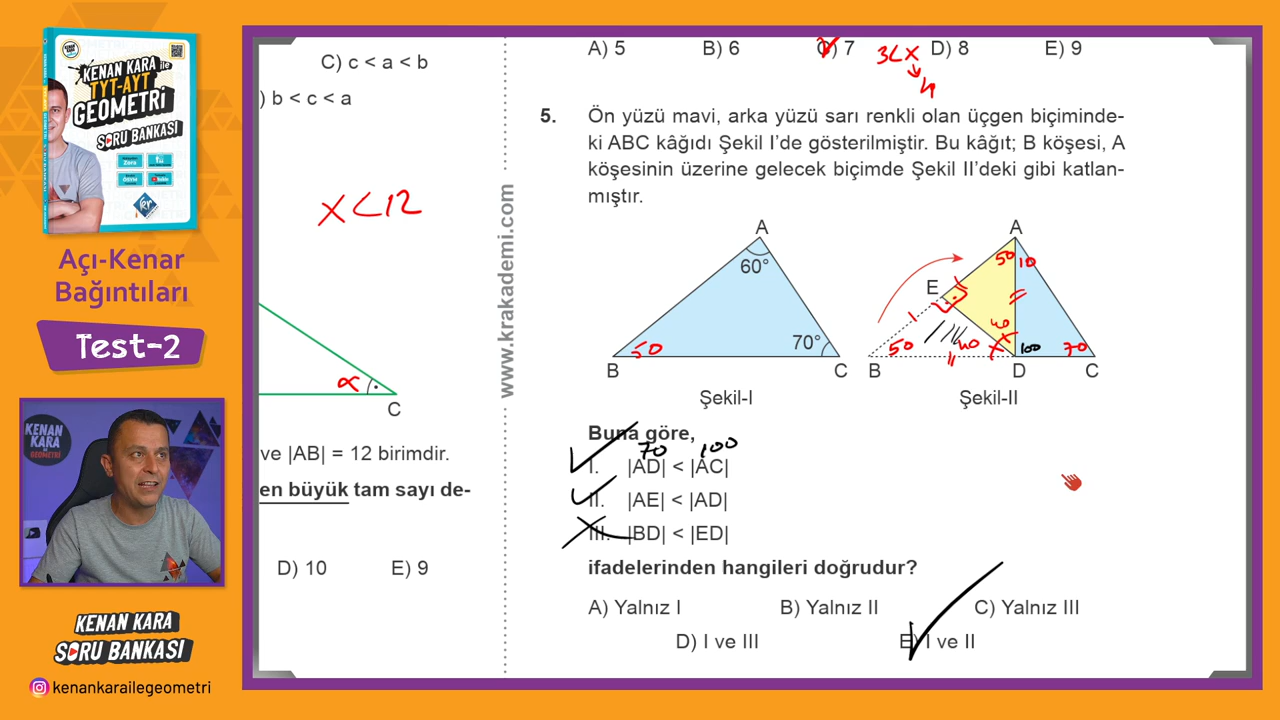 KENAN KARA ile
TYT-AYT
GEOMETRİ
SORU BANKASI
Açı-Kenar
Bağıntıları
Test-2
KENAN KARA
ile
GEOMETRİ
KENAN KARA
SORU BANKASI
kenankarailegeometri
C) c < a < b
) b < c < a
x<12
α
C
ve |AB| = 12 birimdir.
en büyük tam sayı de-
D) 10 E) 9
www.krakademi.com
A) 5 B) 6 C) 7 D) 8 E) 9
3<x
5. Ön yüzü mavi, arka yüzü sarı renkli olan üçgen biçiminde-
ki ABC kâğıdı Şekil I’de gösterilmiştir. Bu kâğıt; B köşesi, A
köşesinin üzerine gelecek biçimde Şekil II’deki gibi katlan-
mıştır.
A
60°
50
70°
B C
Şekil-I
A
50 10
E
40
50 40 100 70
B D C
Şekil-II
Buna göre,
70 100
I. |AD| < |AC|
II. |AE| < |AD|
III. |BD| < |ED|
ifadelerinden hangileri doğrudur?
A) Yalnız I B) Yalnız II C) Yalnız III
D) I ve III E) I ve II